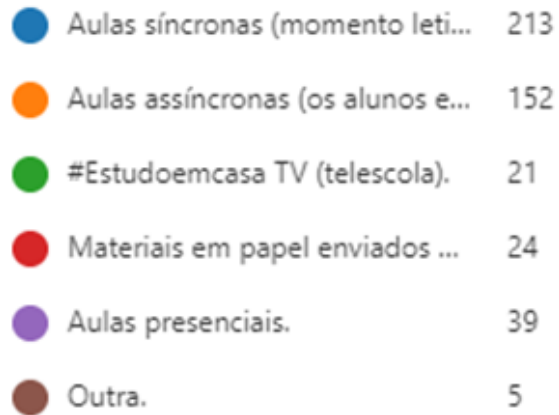 Aulas síncronas (momento leti... 213
Aulas assíncronas (os alunos e... 152
#Estudoemcasa TV (telescola). 21
Materiais em papel enviados ... 24
Aulas presenciais. 39
Outra. 5